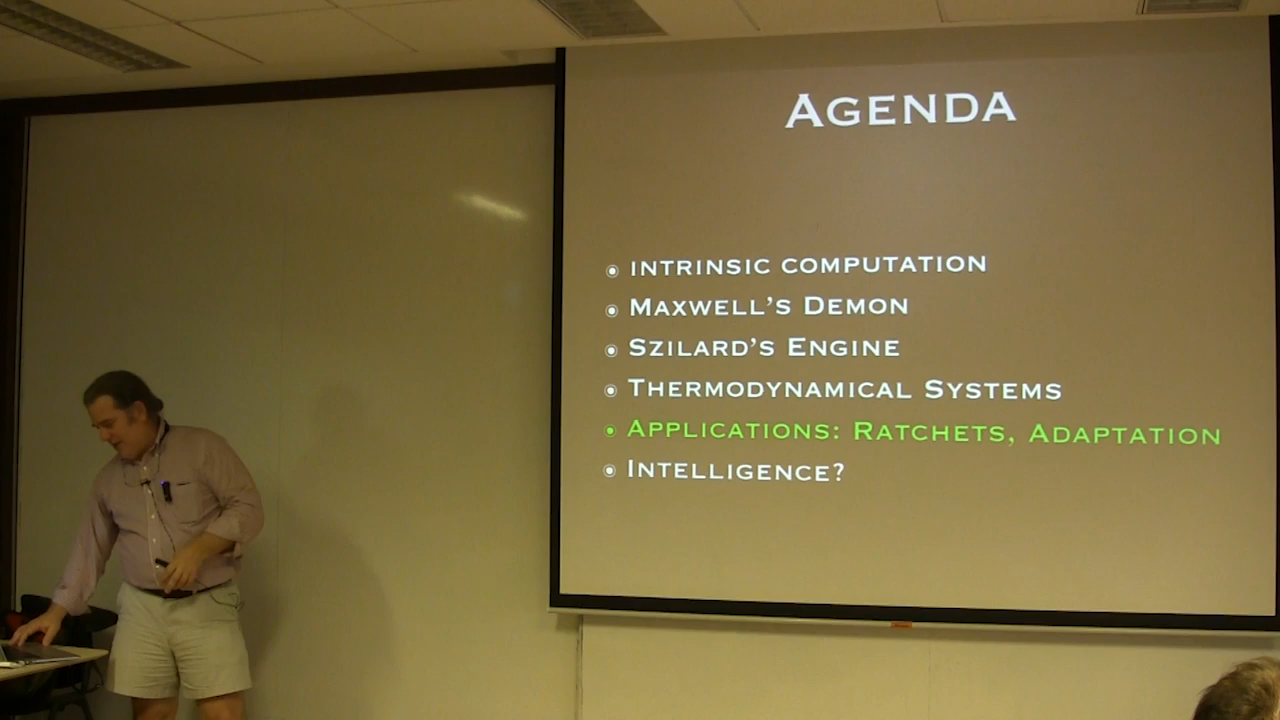 AGENDA
INTRINSIC COMPUTATION
MAXWELL'S DEMON
SZILARD'S ENGINE
THERMODYNAMICAL SYSTEMS
APPLICATIONS: RATCHETS, ADAPTATION
INTELLIGENCE?